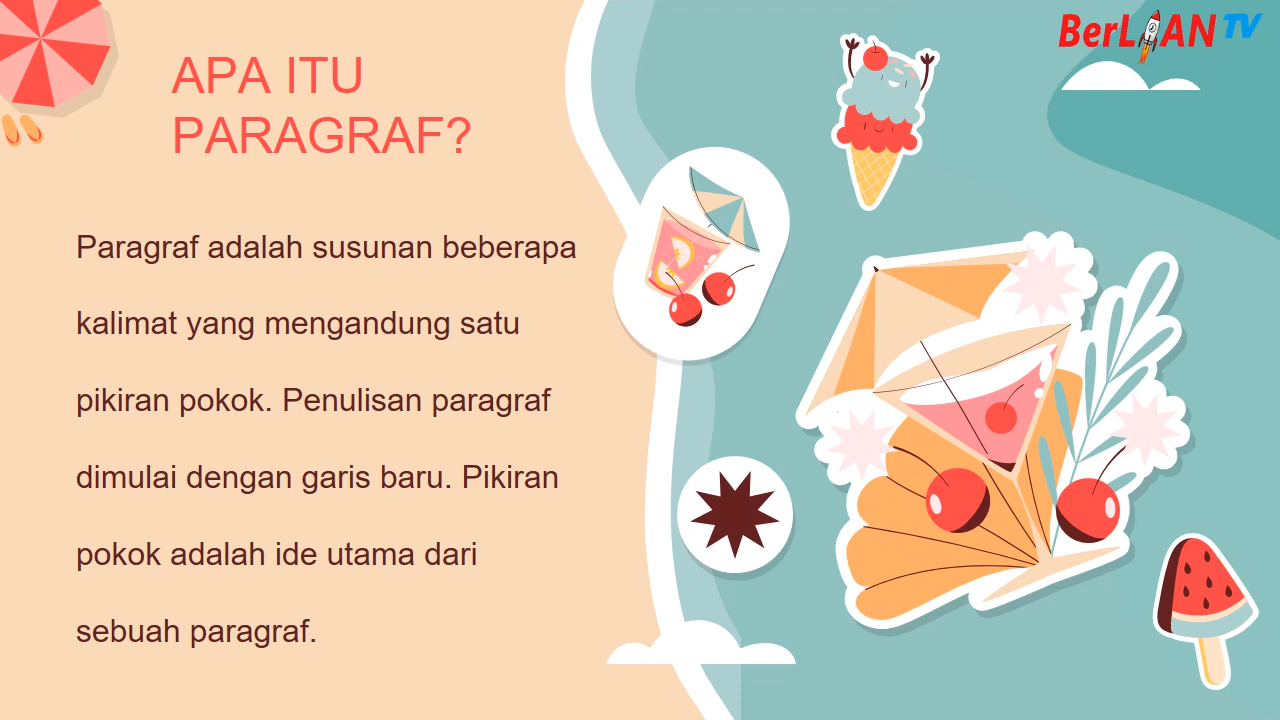 BerLIAN TV
APA ITU
PARAGRAF?
Paragraf adalah susunan beberapa
kalimat yang mengandung satu
pikiran pokok. Penulisan paragraf
dimulai dengan garis baru. Pikiran
pokok adalah ide utama dari
sebuah paragraf.